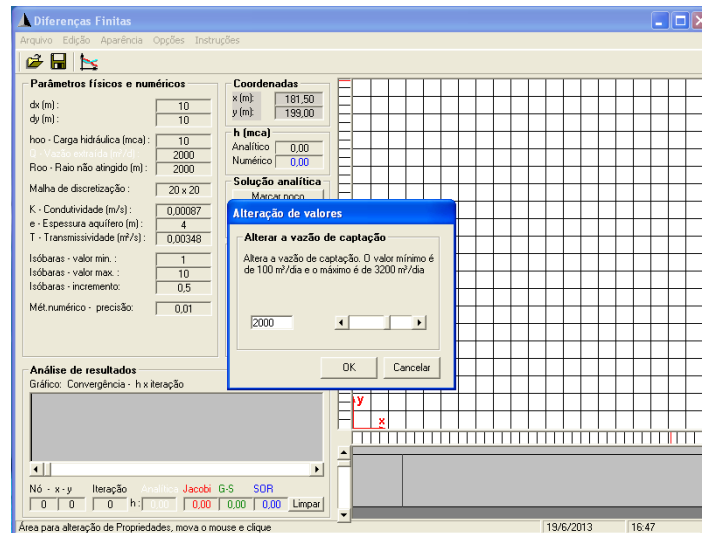 Diferenças Finitas
Arquivo Edição Aparência Opções Instruções
Parâmetros físicos e numéricos
dx (m) : 10
dy (m) : 10
hoo - Carga hidráulica (mca) : 10
Q - Vazão extraída (m³/d) : 2000
Roo - Raio não atingido (m) : 2000
Malha de discretização : 20 x 20
K - Condutividade (m/s) : 0,00087
e - Espessura aquífero (m) : 4
T - Transmissividade (m²/s) : 0,00348
Isóbaras - valor min. : 1
Isóbaras - valor max. : 10
Isóbaras - incremento: 0,5
Mét.numérico - precisão: 0,01
Coordenadas
x (m): 181,50
y (m): 199,00
h (mca)
Analítico 0,00
Numérico 0,00
Solução analítica
Marcar poço
Alteração de valores
Alterar a vazão de captação
Altera a vazão de captação. O valor mínimo é
de 100 m³/dia e o máximo é de 3200 m³/dia
2000
OK Cancelar
Análise de resultados
Gráfico: Convergência - h x iteração
y
x
Nó - x - y Iteração Analítica Jacobi G-S SOR
0 0 0 h: 0,00 0,00 0,00 0,00 Limpar
Área para alteração de Propriedades, mova o mouse e clique 19/6/2013 16:47